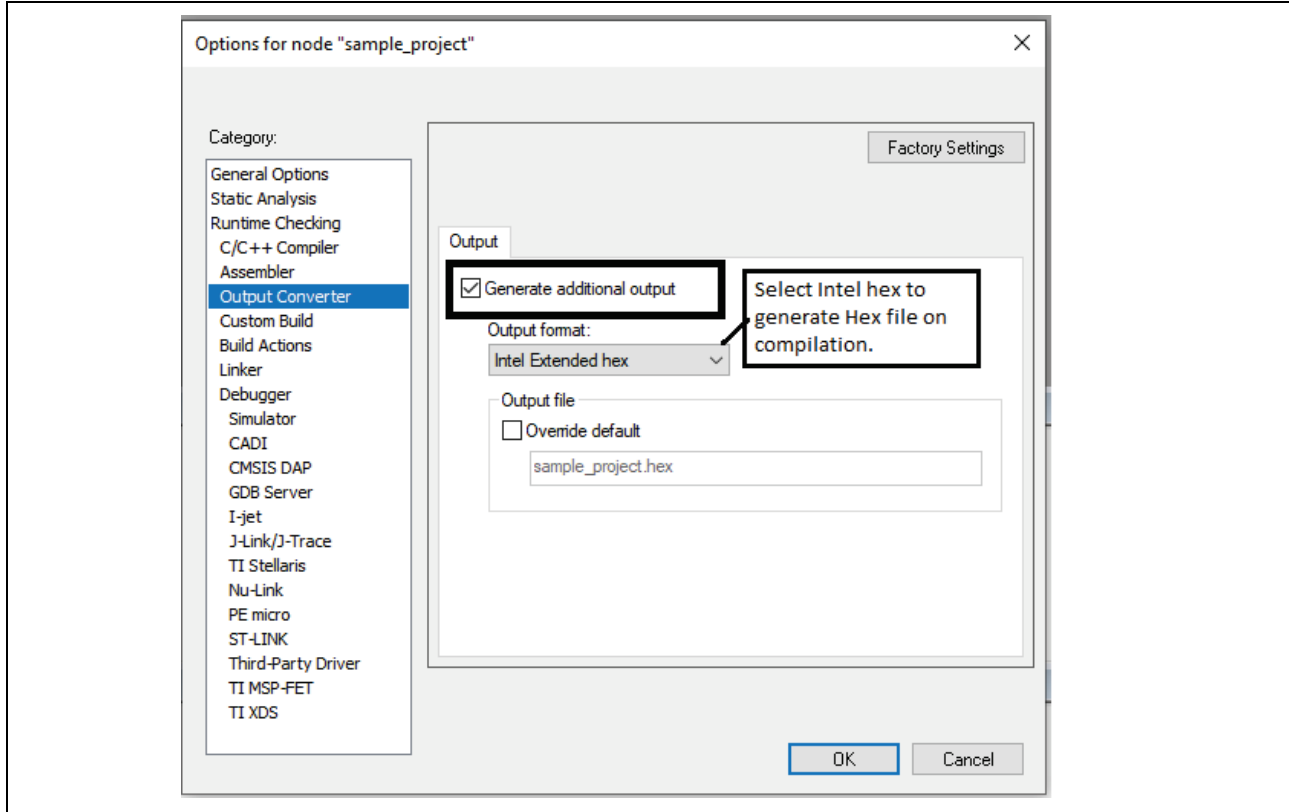 Options for node "sample_project"
Category:
General Options
Static Analysis
Runtime Checking
C/C++ Compiler
Assembler
Output Converter
Custom Build
Build Actions
Linker
Debugger
Simulator
CADI
CMSIS DAP
GDB Server
I-jet
J-Link/J-Trace
TI Stellaris
Nu-Link
PE micro
ST-LINK
Third-Party Driver
TI MSP-FET
TI XDS
Factory Settings
Output
Generate additional output
Output format:
Intel Extended hex
Select Intel hex to
generate Hex file on
compilation.
Output file
Override default
sample_project.hex
OK
Cancel